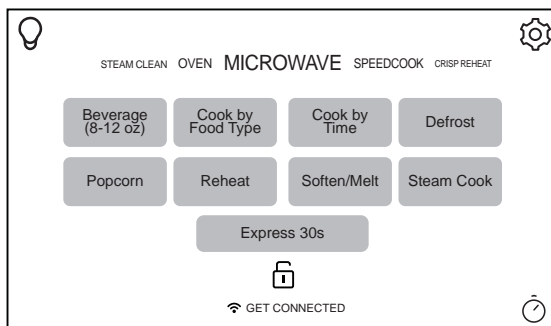 STEAM CLEAN OVEN MICROWAVE SPEEDCOOK CRISP REHEAT
Beverage
(8-12 oz)
Cook by
Food Type
Cook by
Time
Defrost
Popcorn
Reheat
Soften/Melt
Steam Cook
Express 30s
GET CONNECTED